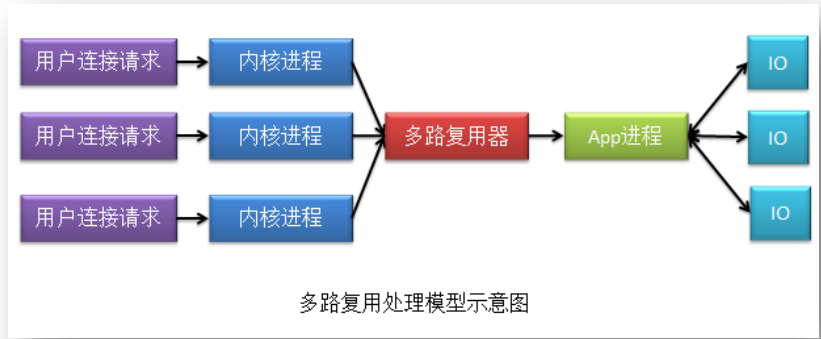 用户连接请求
内核进程
IO
用户连接请求
内核进程
多路复用器
App进程
IO
用户连接请求
内核进程
IO
多路复用处理模型示意图